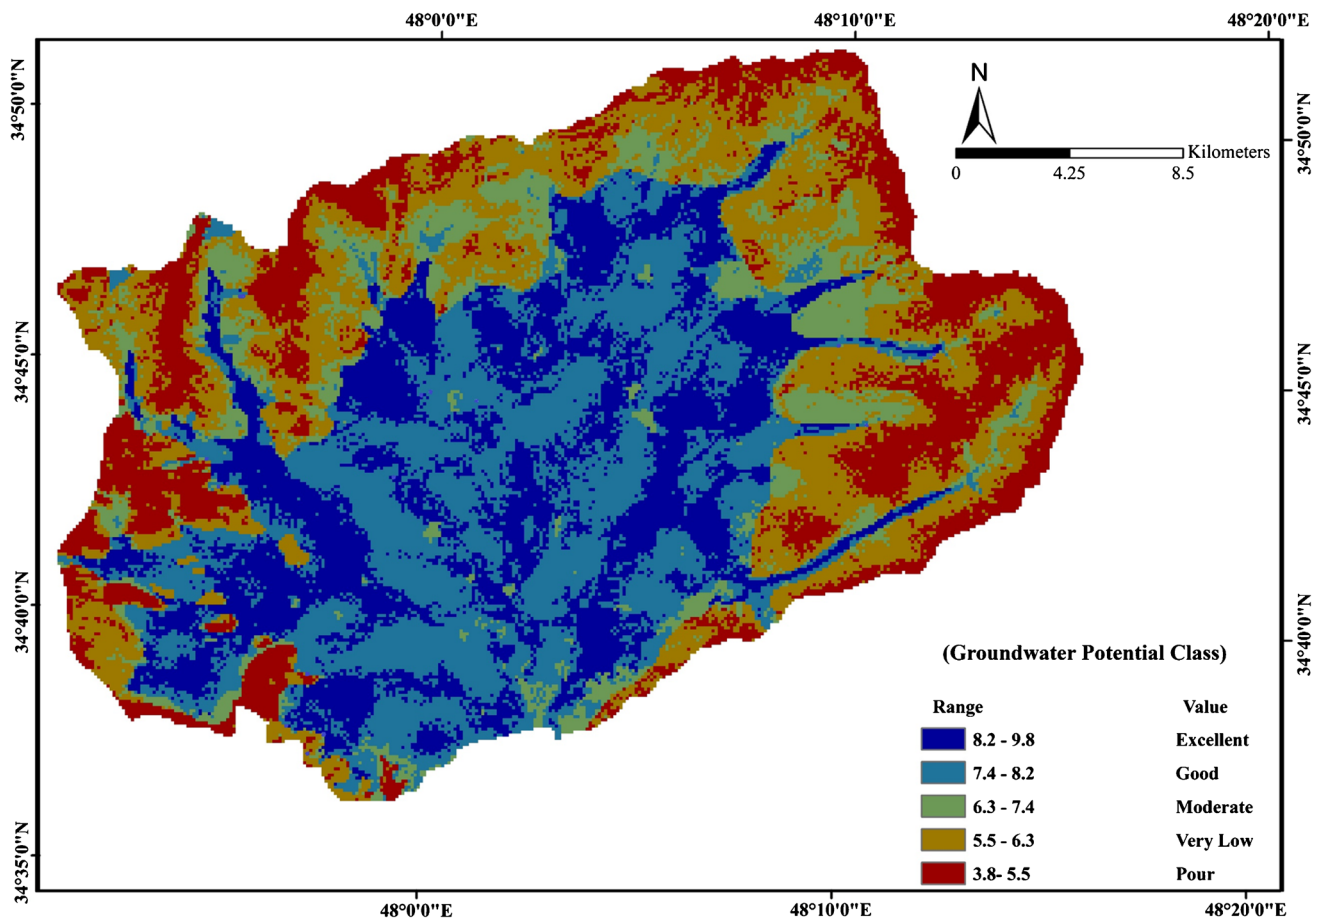 48°0'0"E 48°10'0"E 48°20'0"E
34°50'0"N
34°45'0"N
34°40'0"N
34°35'0"N
N
Kilometers
0 4.25 8.5
34°50'0"N
34°45'0"N
34°40'0"N
(Groundwater Potential Class)
Range Value
8.2 - 9.8 Excellent
7.4 - 8.2 Good
6.3 - 7.4 Moderate
5.5 - 6.3 Very Low
3.8- 5.5 Pour
48°0'0"E 48°10'0"E 48°20'0"E